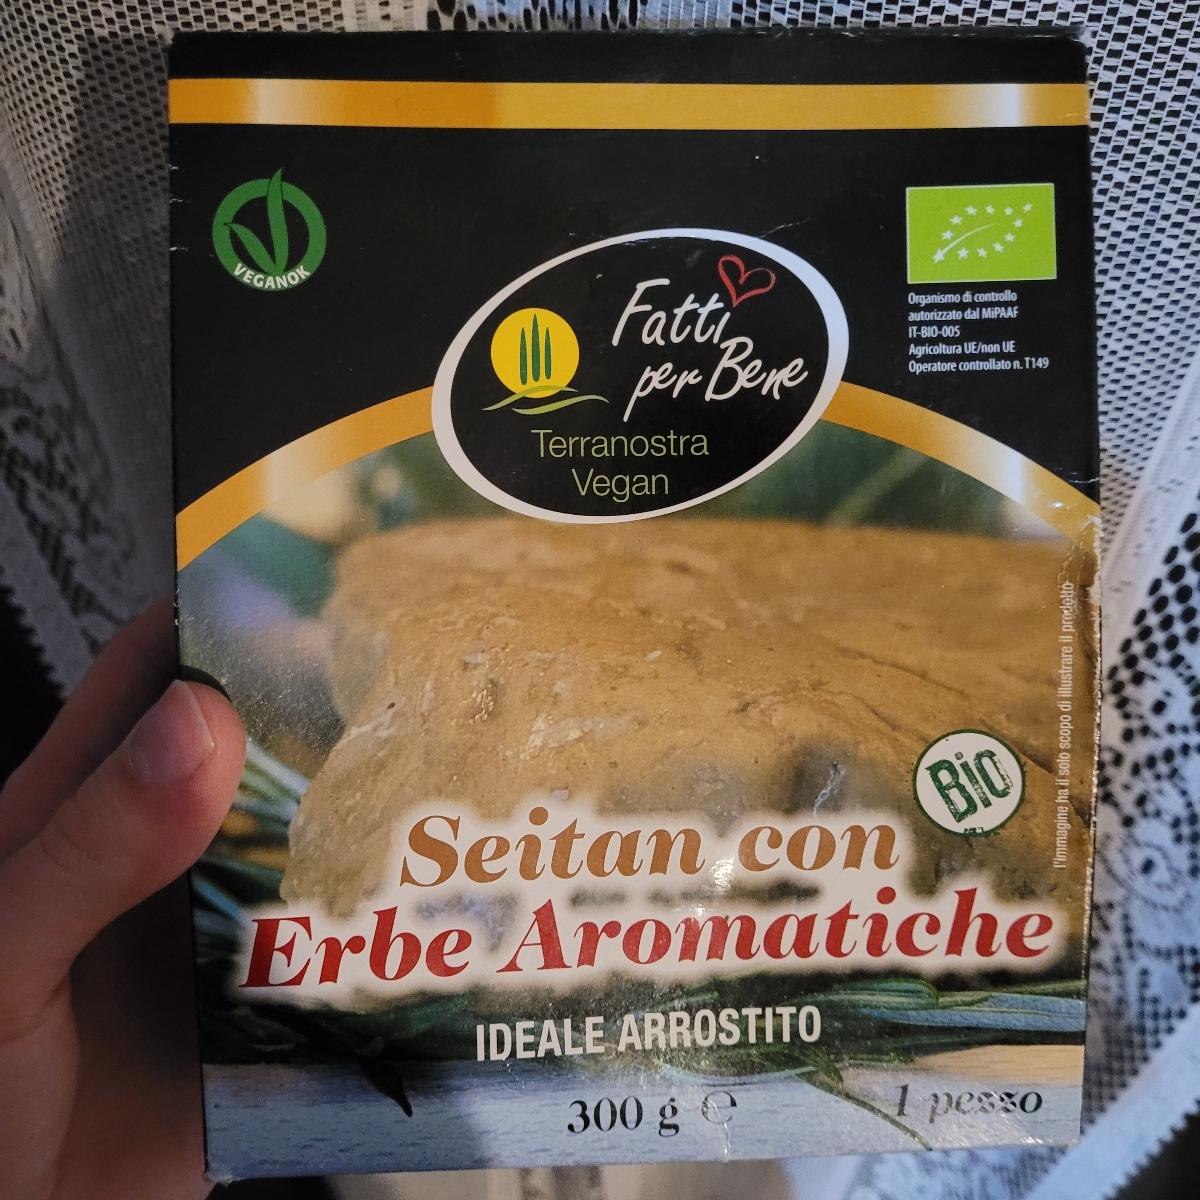 VEGANOK
Fatti
per Bene
Terranostra
Vegan
Organismo di controllo
autorizzato dal MiPAAF
IT-BIO-005
Agricoltura UE/non UE
Operatore controllato n. T149
l'immagine ha il solo scopo di illustrare il prodotto
Bio
Seitan con
Erbe Aromatiche
IDEALE ARROSTITO
300 g ℮
1 pezzo